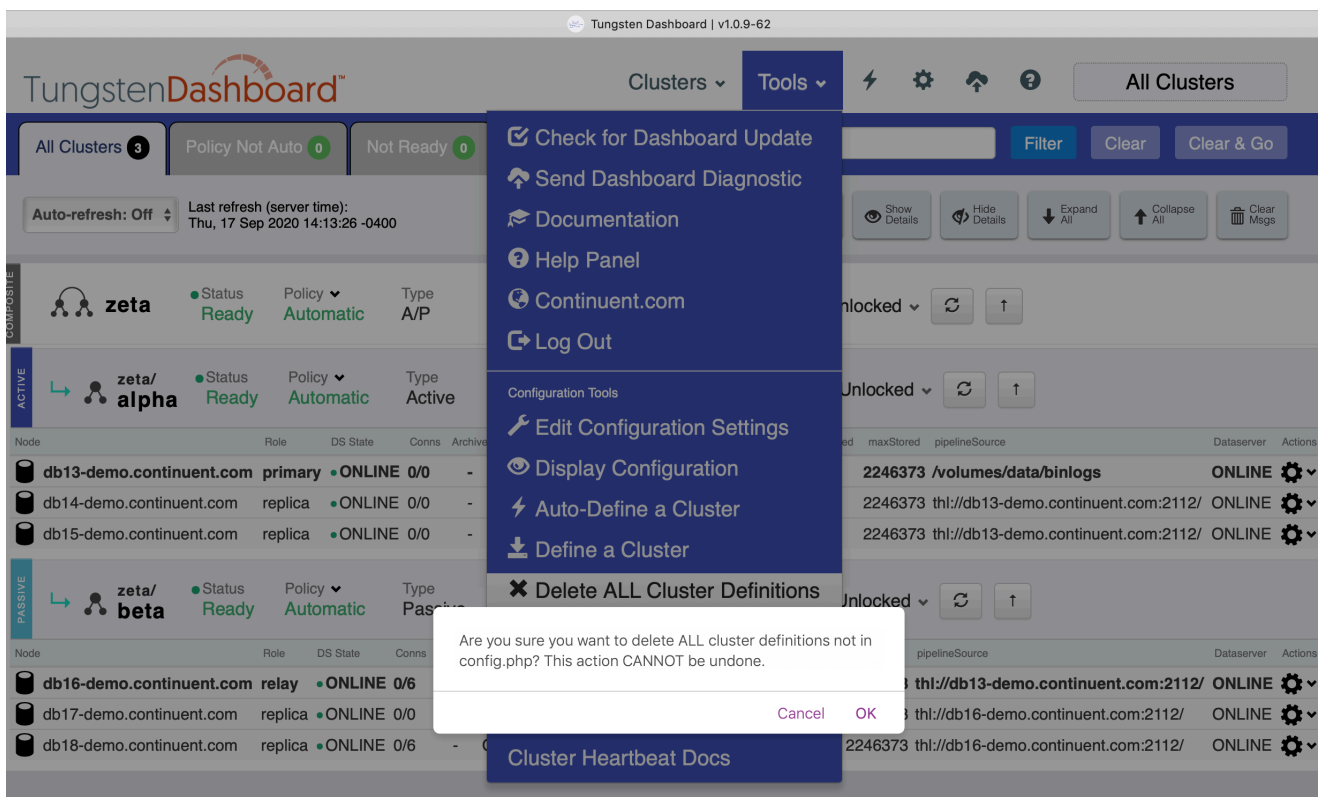 Tungsten Dashboard | v1.0.9-62
TungstenDashboard™
Clusters
Tools
All Clusters
All Clusters 3
Policy Not Auto 0
Not Ready 0
Filter
Clear
Clear & Go
Auto-refresh: Off
Last refresh (server time):
Thu, 17 Sep 2020 14:13:26 -0400
Show Details
Hide Details
Expand All
Collapse All
Clear Msgs
Check for Dashboard Update
Send Dashboard Diagnostic
Documentation
Help Panel
Continuent.com
Log Out
Configuration Tools
Edit Configuration Settings
Display Configuration
Auto-Define a Cluster
Define a Cluster
Delete ALL Cluster Definitions
Cluster Heartbeat Docs
COMPOSITE
zeta
Status Policy Type
Ready Automatic A/P
ACTIVE
zeta/
alpha
Status Policy Type
Ready Automatic Active
Unlocked
Node Role DS State Conns maxStored pipelineSource Dataserver Actions
db13-demo.continuent.com primary ONLINE 0/0 - 2246373 /volumes/data/binlogs ONLINE
db14-demo.continuent.com replica ONLINE 0/0 - 2246373 thl://db13-demo.continuent.com:2112/ ONLINE
db15-demo.continuent.com replica ONLINE 0/0 - 2246373 thl://db13-demo.continuent.com:2112/ ONLINE
PASSIVE
zeta/
beta
Status Policy Type
Ready Automatic
Node Role DS State Conns pipelineSource Dataserver Actions
db16-demo.continuent.com relay ONLINE 0/6 thl://db13-demo.continuent.com:2112/ ONLINE
db17-demo.continuent.com replica ONLINE 0/0 thl://db16-demo.continuent.com:2112/ ONLINE
db18-demo.continuent.com replica ONLINE 0/6 - 2246373 thl://db16-demo.continuent.com:2112/ ONLINE
Are you sure you want to delete ALL cluster definitions not in
config.php? This action CANNOT be undone.
Cancel
OK